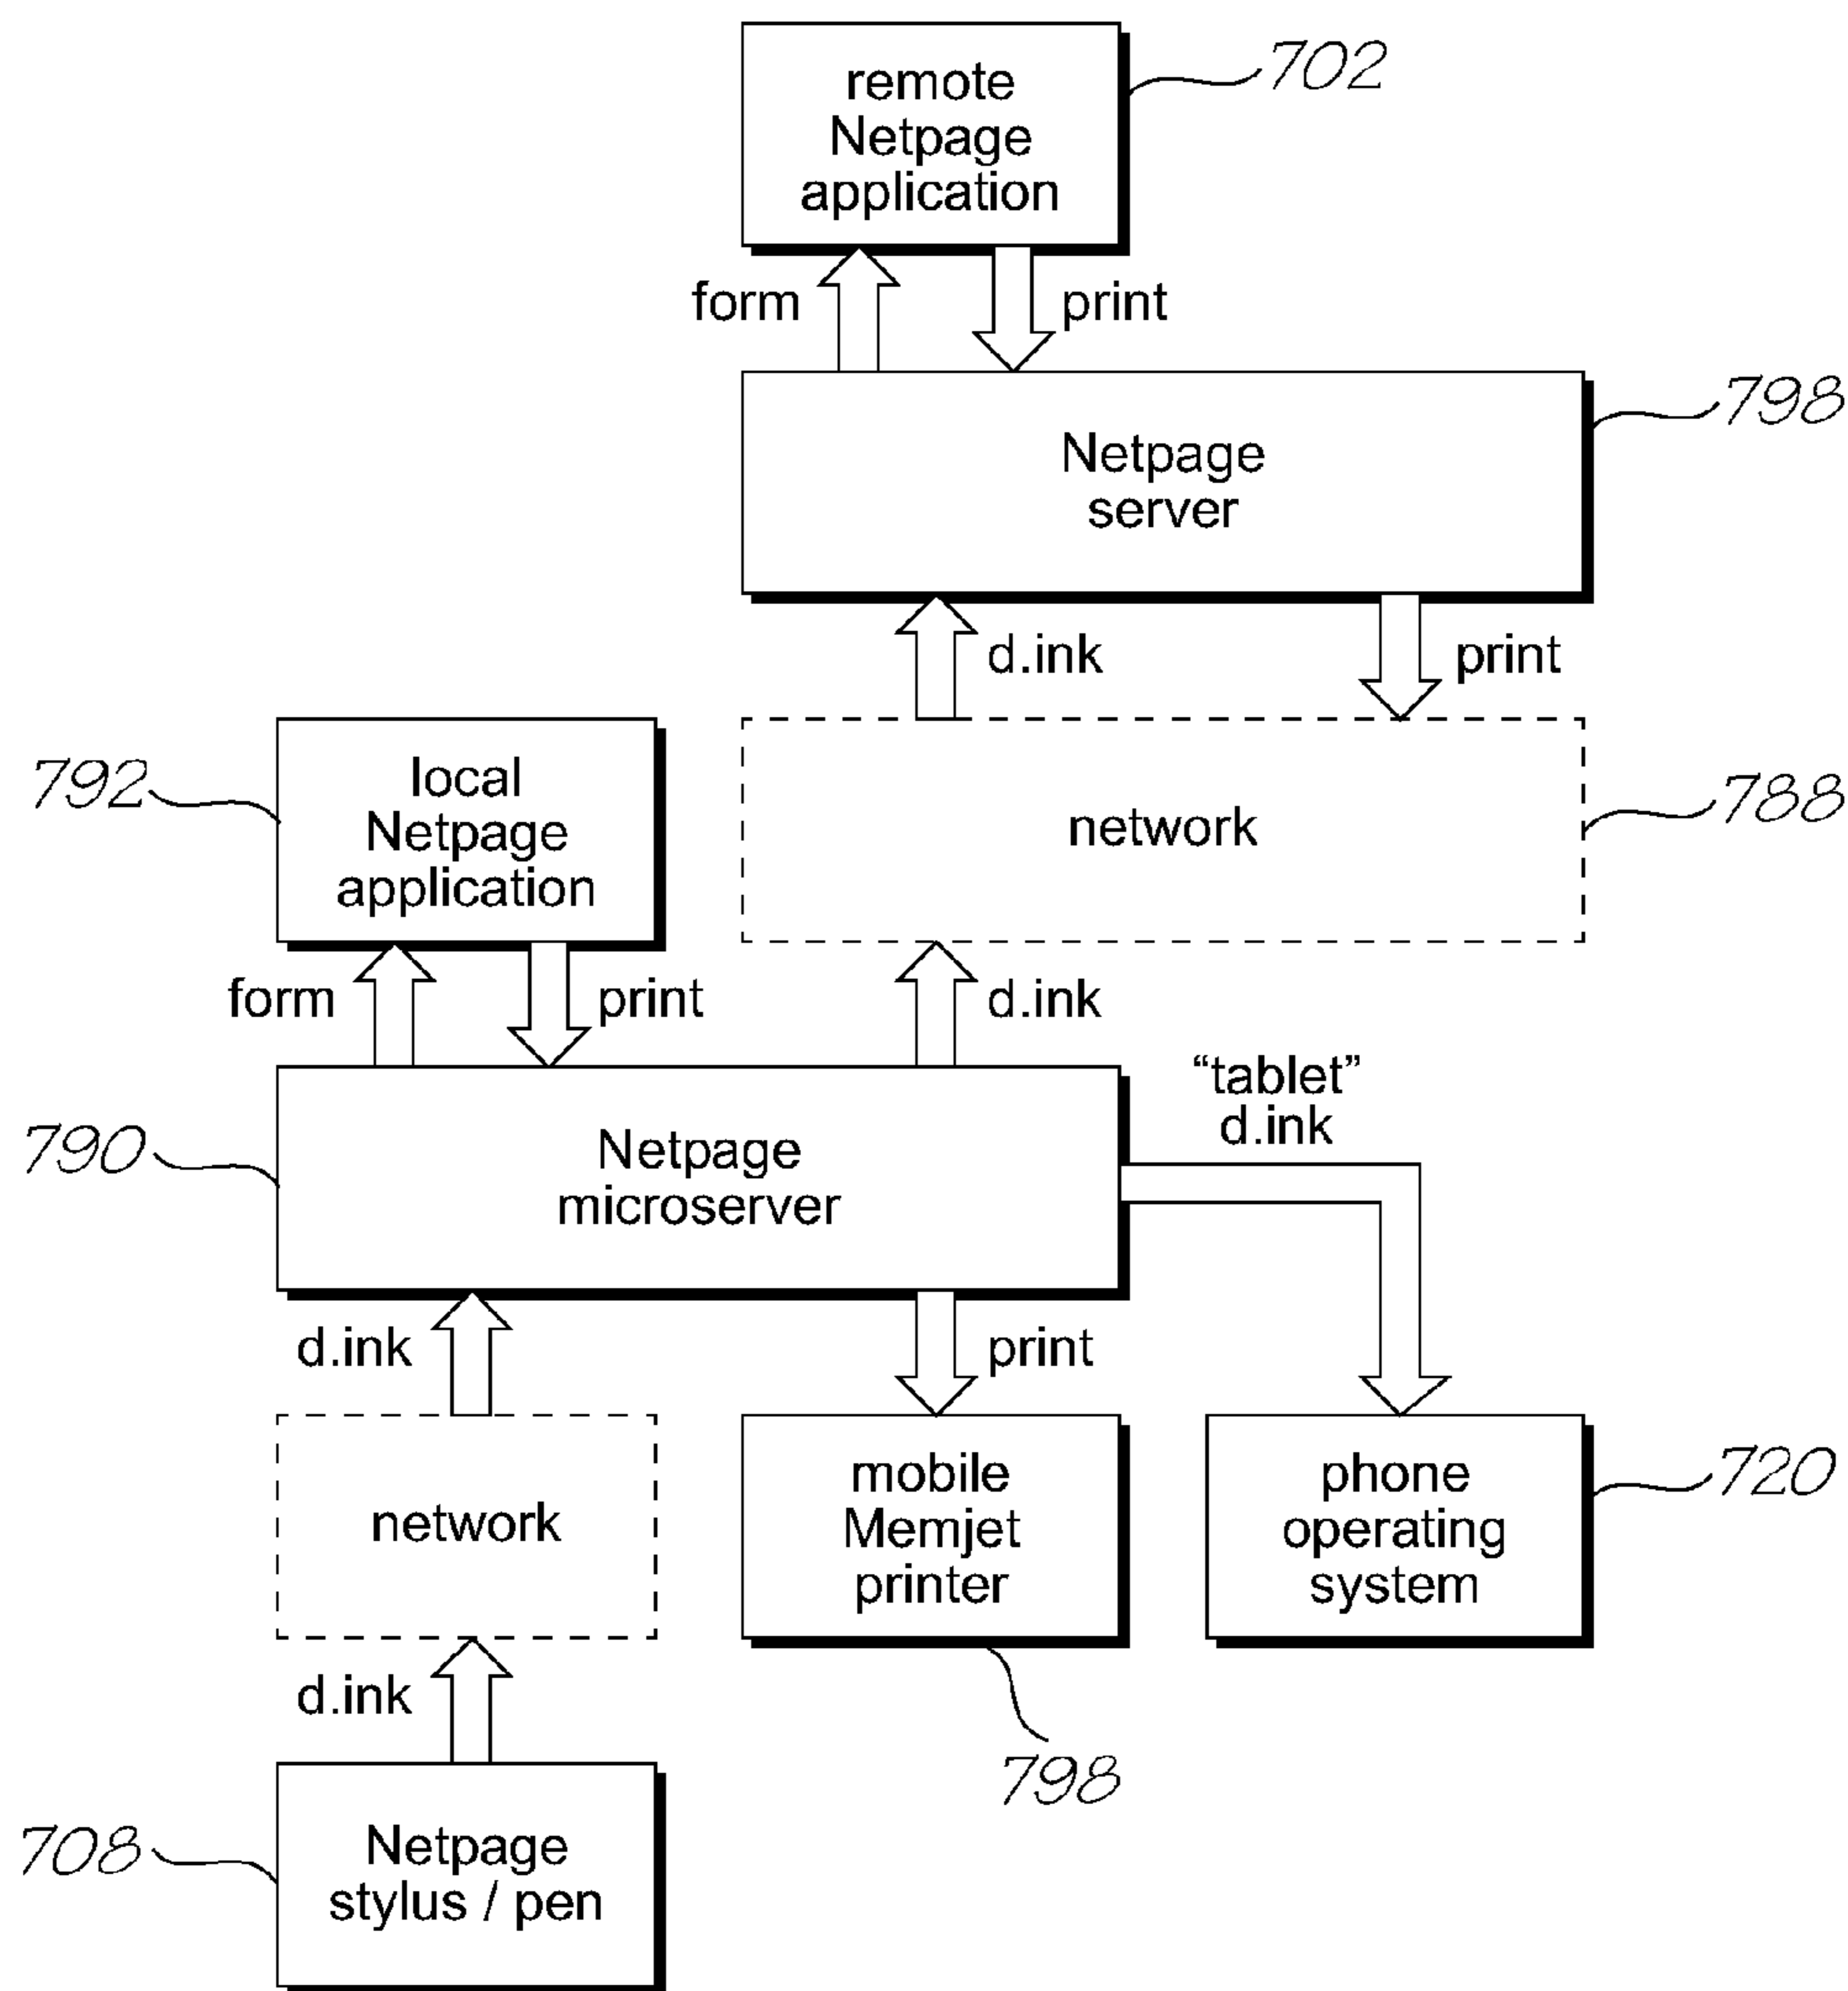 remote
Netpage
application
702
form
print
Netpage
server
798
d.ink
print
local
Netpage
application
792
network
788
form
print
d.ink
"tablet"
d.ink
Netpage
microserver
790
d.ink
print
network
mobile
Memjet
printer
phone
operating
system
720
d.ink
798
Netpage
stylus / pen
708